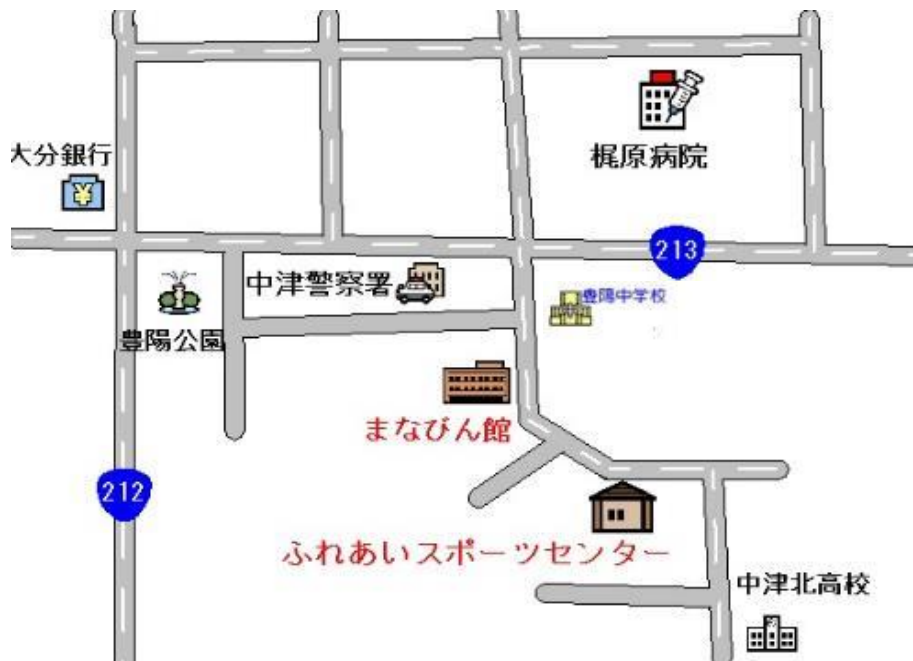 大分銀行
梶原病院
213
中津警察署
豊陽中学校
豊陽公園
まなびん館
212
ふれあいスポーツセンター
中津北高校